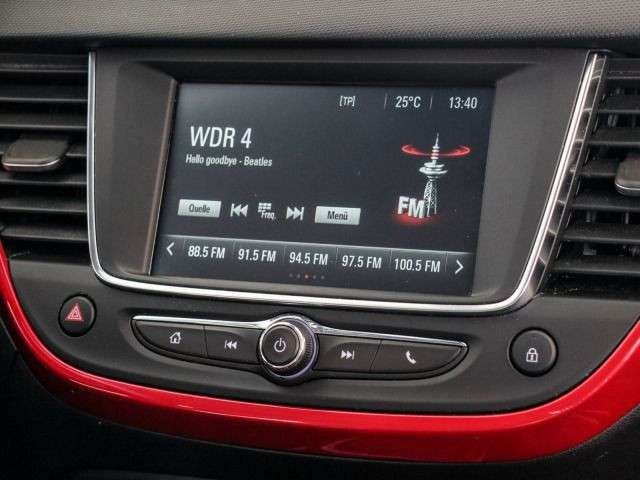 [TP] 25°C 13:40
WDR 4
Hello goodbye - Beatles
FM
Quelle Freq. Menü
88.5 FM 91.5 FM 94.5 FM 97.5 FM 100.5 FM